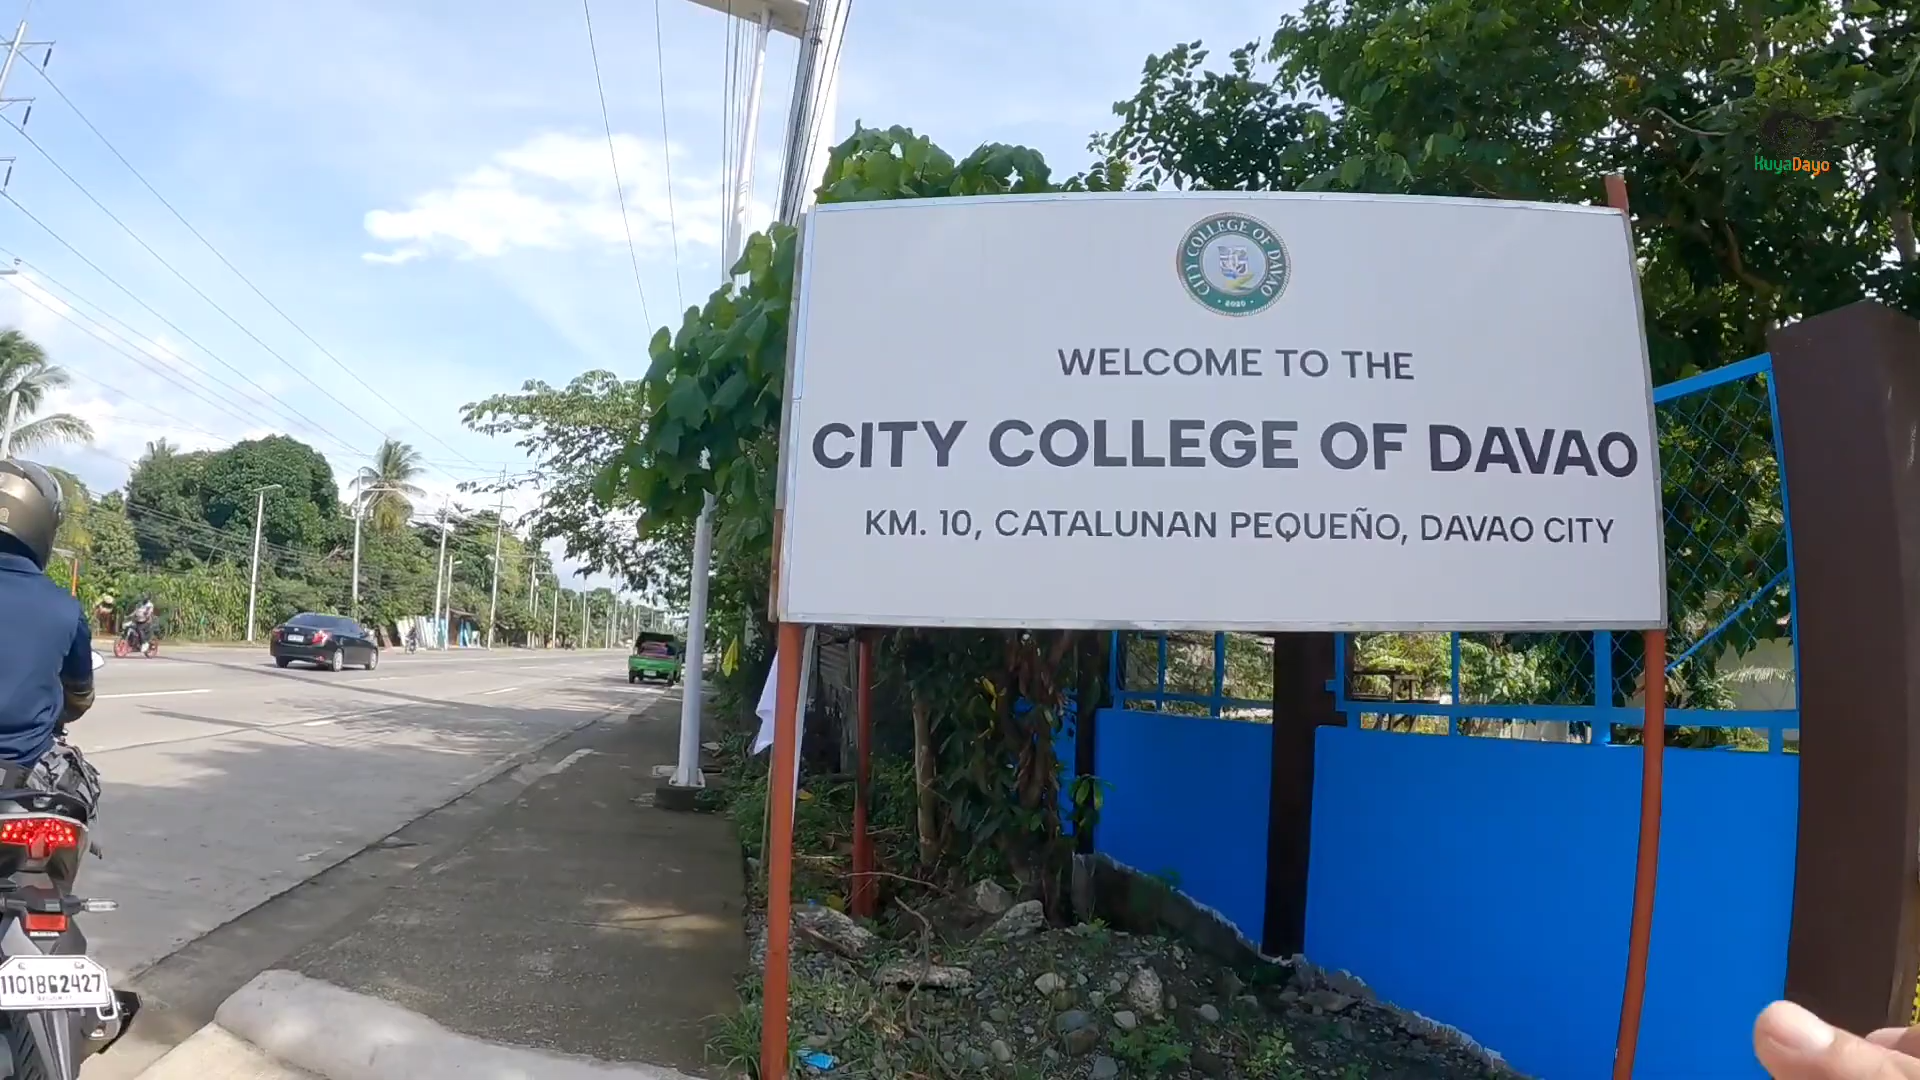 KuyaDayo
CITY COLLEGE OF DAVAO
• 2020 •
WELCOME TO THE
CITY COLLEGE OF DAVAO
KM. 10, CATALUNAN PEQUEÑO, DAVAO CITY